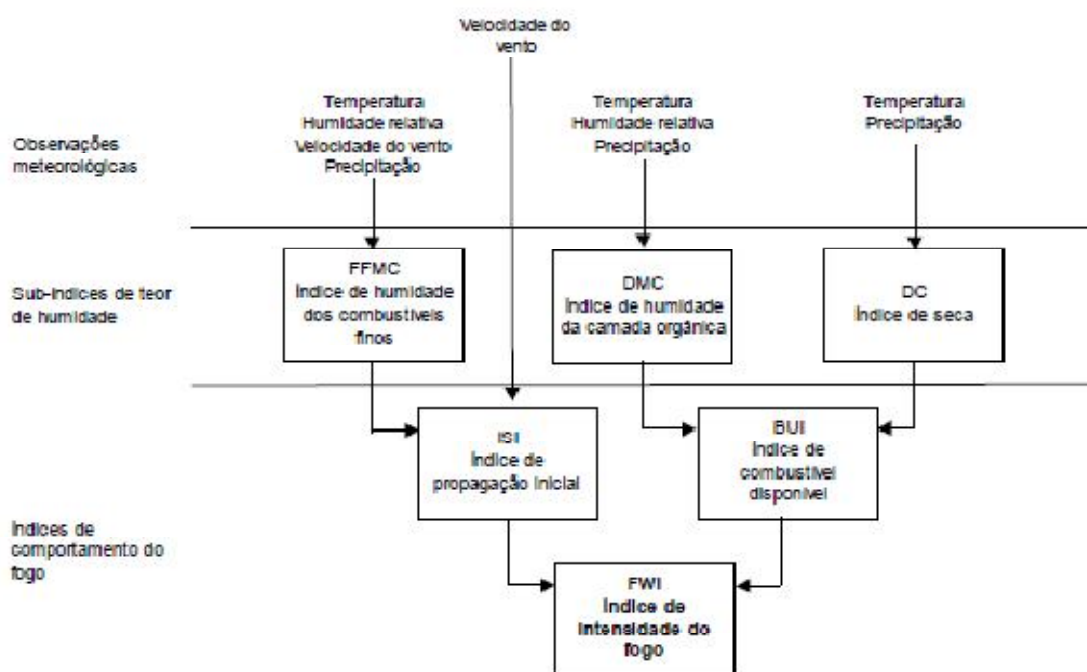 Velocidade do
vento
Observações
meteorológicas
Temperatura
Humidade relativa
Velocidade do vento
Precipitação
Temperatura
Humidade relativa
Precipitação
Temperatura
Precipitação
Sub-índices de teor
de humidade
FFMC
Índice de humidade
dos combustíveis
finos
DMC
Índice de humidade
da camada orgânica
DC
Índice de seca
Índices de
comportamento do
fogo
ISI
Índice de
propagação inicial
BUI
Índice de
combustível
disponível
FWI
Índice de
intensidade do
fogo